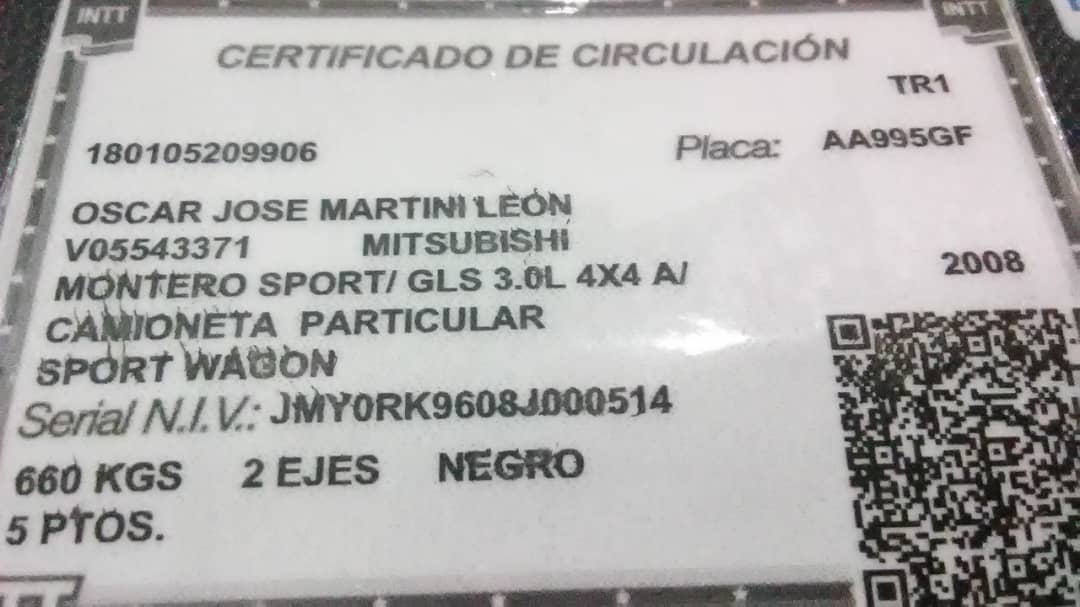 INTT INTT
CERTIFICADO DE CIRCULACIÓN
TR1
180105209906 Placa: AA995GF
OSCAR JOSE MARTINI LEÓN
V05543371 MITSUBISHI
MONTERO SPORT/ GLS 3.0L 4X4 A/ 2008
CAMIONETA PARTICULAR
SPORT WAGON
Serial N.I.V.: JMY0RK9608J000514
660 KGS 2 EJES NEGRO
5 PTOS.